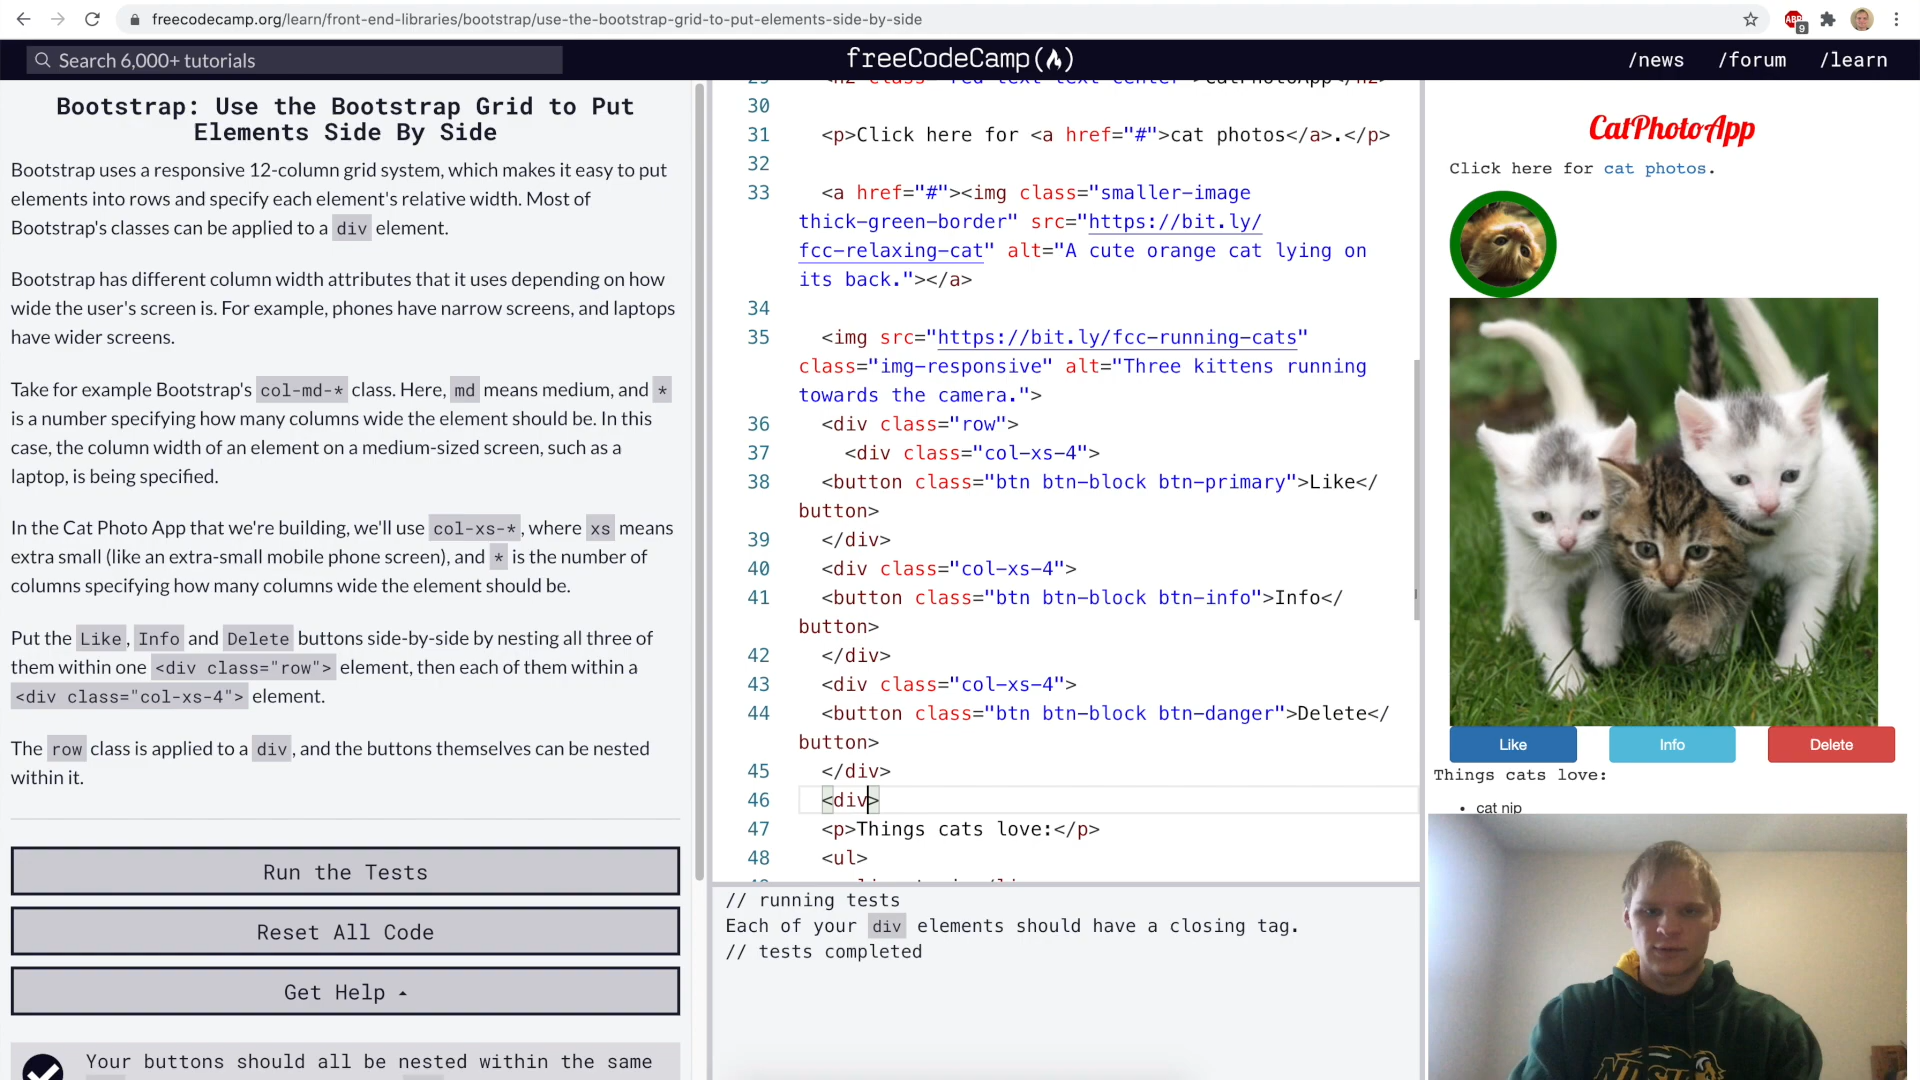 freecodecamp.org/learn/front-end-libraries/bootstrap/use-the-bootstrap-grid-to-put-elements-side-by-side
ABP
9
Search 6,000+ tutorials
freeCodeCamp
/news
/forum
/learn
Bootstrap: Use the Bootstrap Grid to Put
Elements Side By Side
Bootstrap uses a responsive 12-column grid system, which makes it easy to put
elements into rows and specify each element's relative width. Most of
Bootstrap's classes can be applied to a div element.
Bootstrap has different column width attributes that it uses depending on how
wide the user's screen is. For example, phones have narrow screens, and laptops
have wider screens.
Take for example Bootstrap's col-md-* class. Here, md means medium, and *
is a number specifying how many columns wide the element should be. In this
case, the column width of an element on a medium-sized screen, such as a
laptop, is being specified.
In the Cat Photo App that we're building, we'll use col-xs-*, where xs means
extra small (like an extra-small mobile phone screen), and * is the number of
columns specifying how many columns wide the element should be.
Put the Like, Info and Delete buttons side-by-side by nesting all three of
them within one <div class="row"> element, then each of them within a
<div class="col-xs-4"> element.
The row class is applied to a div, and the buttons themselves can be nested
within it.
Run the Tests
Reset All Code
Get Help
Your buttons should all be nested within the same
29 <h2 class="red-text text-center">CatPhotoApp</h2>
30
31 <p>Click here for <a href="#">cat photos</a>.</p>
32
33 <a href="#"><img class="smaller-image
thick-green-border" src="https://bit.ly/
fcc-relaxing-cat" alt="A cute orange cat lying on
its back."></a>
34
35 <img src="https://bit.ly/fcc-running-cats"
class="img-responsive" alt="Three kittens running
towards the camera.">
36 <div class="row">
37 <div class="col-xs-4">
38 <button class="btn btn-block btn-primary">Like</
button>
39 </div>
40 <div class="col-xs-4">
41 <button class="btn btn-block btn-info">Info</
button>
42 </div>
43 <div class="col-xs-4">
44 <button class="btn btn-block btn-danger">Delete</
button>
45 </div>
46 <div>
47 <p>Things cats love:</p>
48 <ul>
// running tests
Each of your div elements should have a closing tag.
// tests completed
CatPhotoApp
Click here for cat photos.
Like
Info
Delete
Things cats love:
• cat nip